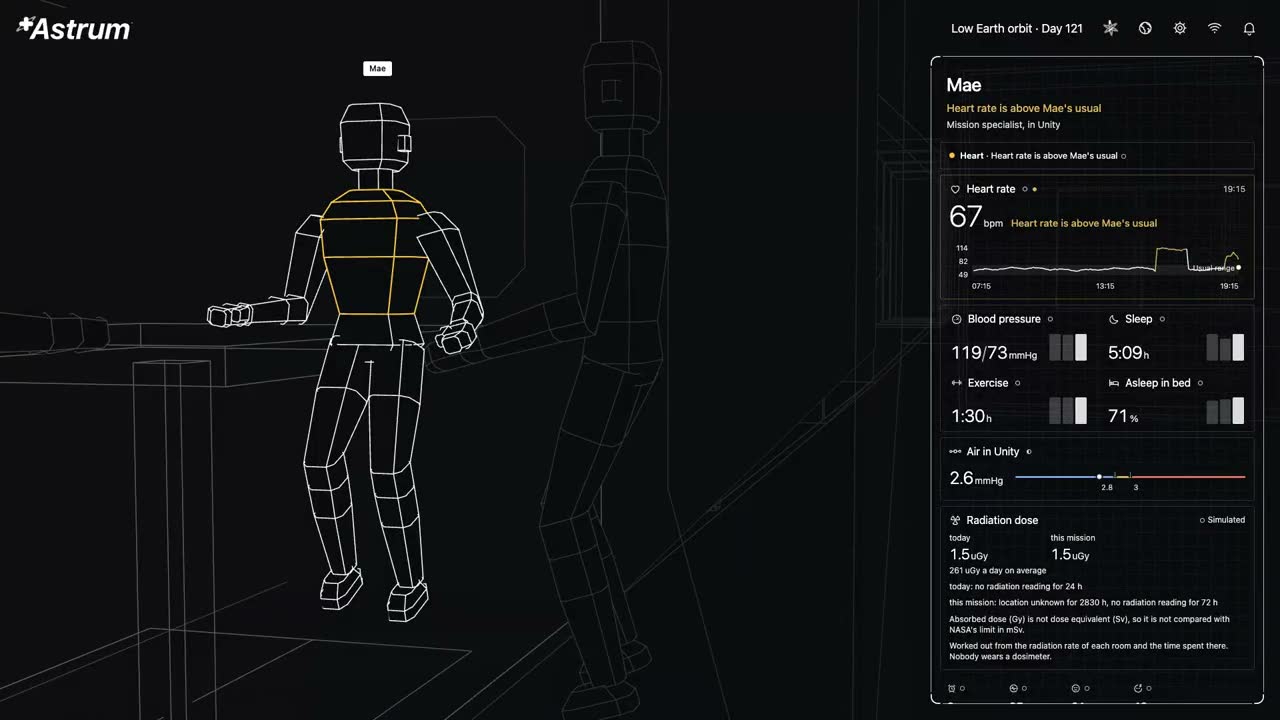 Astrum
Low Earth orbit · Day 121
Mae
Mae
Heart rate is above Mae's usual
Mission specialist, in Unity
Heart · Heart rate is above Mae's usual
Heart rate
19:15
67 bpm Heart rate is above Mae's usual
114
82
49
Usual range
07:15 13:15 19:15
Blood pressure
119/73 mmHg
Sleep
5:09 h
Exercise
1:30 h
Asleep in bed
71 %
Air in Unity
2.6 mmHg
2.8 3
Radiation dose
Simulated
today this mission
1.5 uGy 1.5 uGy
261 uGy a day on average
today: no radiation reading for 24 h
this mission: location unknown for 2830 h, no radiation reading for 72 h
Absorbed dose (Gy) is not dose equivalent (Sv), so it is not compared with
NASA's limit in mSv.
Worked out from the radiation rate of each room and the time spent there.
Nobody wears a dosimeter.